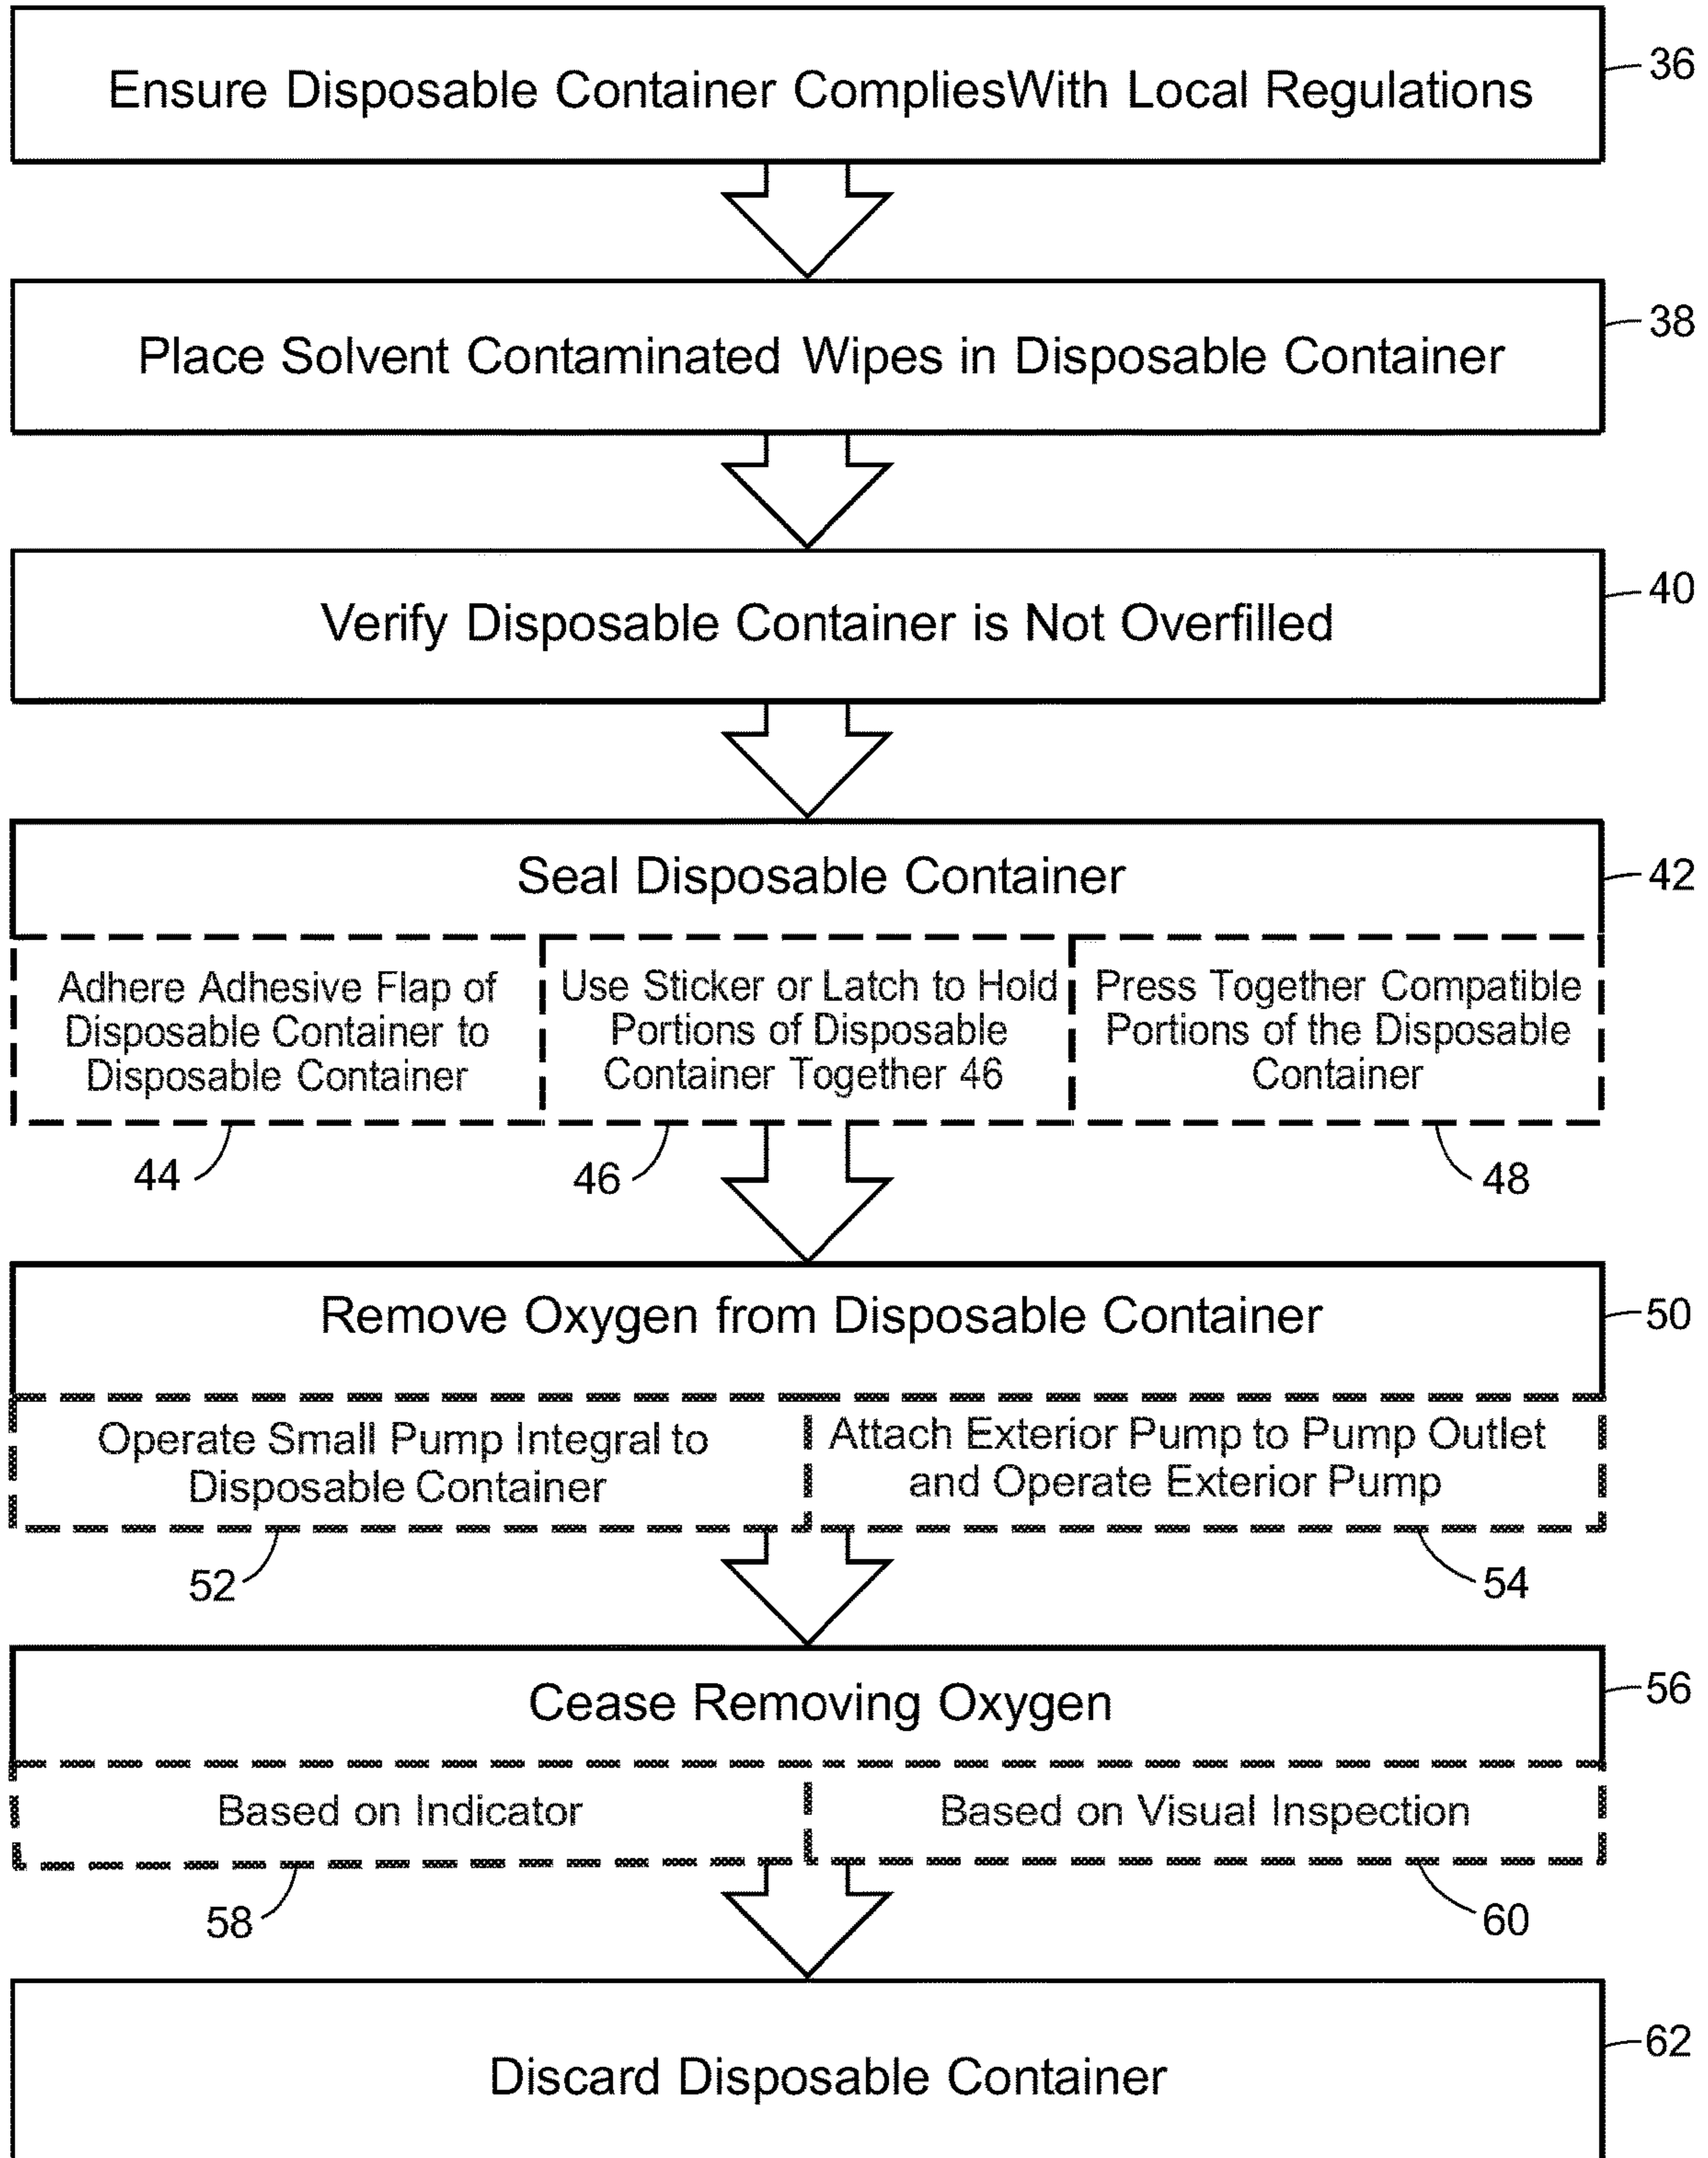 Ensure Disposable Container CompliesWith Local Regulations
36
Place Solvent Contaminated Wipes in Disposable Container
38
Verify Disposable Container is Not Overfilled
40
Seal Disposable Container
42
Adhere Adhesive Flap of
Disposable Container to
Disposable Container
Use Sticker or Latch to Hold
Portions of Disposable
Container Together 46
Press Together Compatible
Portions of the Disposable
Container
44
46
48
Remove Oxygen from Disposable Container
50
Operate Small Pump Integral to
Disposable Container
Attach Exterior Pump to Pump Outlet
and Operate Exterior Pump
52
54
Cease Removing Oxygen
56
Based on Indicator
Based on Visual Inspection
58
60
Discard Disposable Container
62